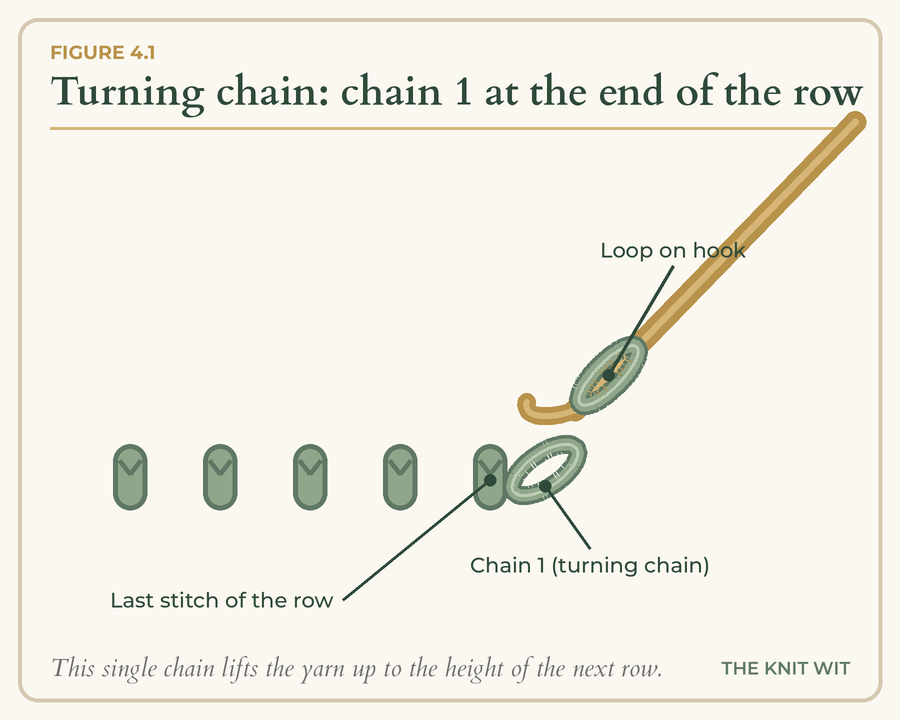 FIGURE 4.1
Turning chain: chain 1 at the end of the row
Loop on hook
Chain 1 (turning chain)
Last stitch of the row
This single chain lifts the yarn up to the height of the next row.
THE KNIT WIT